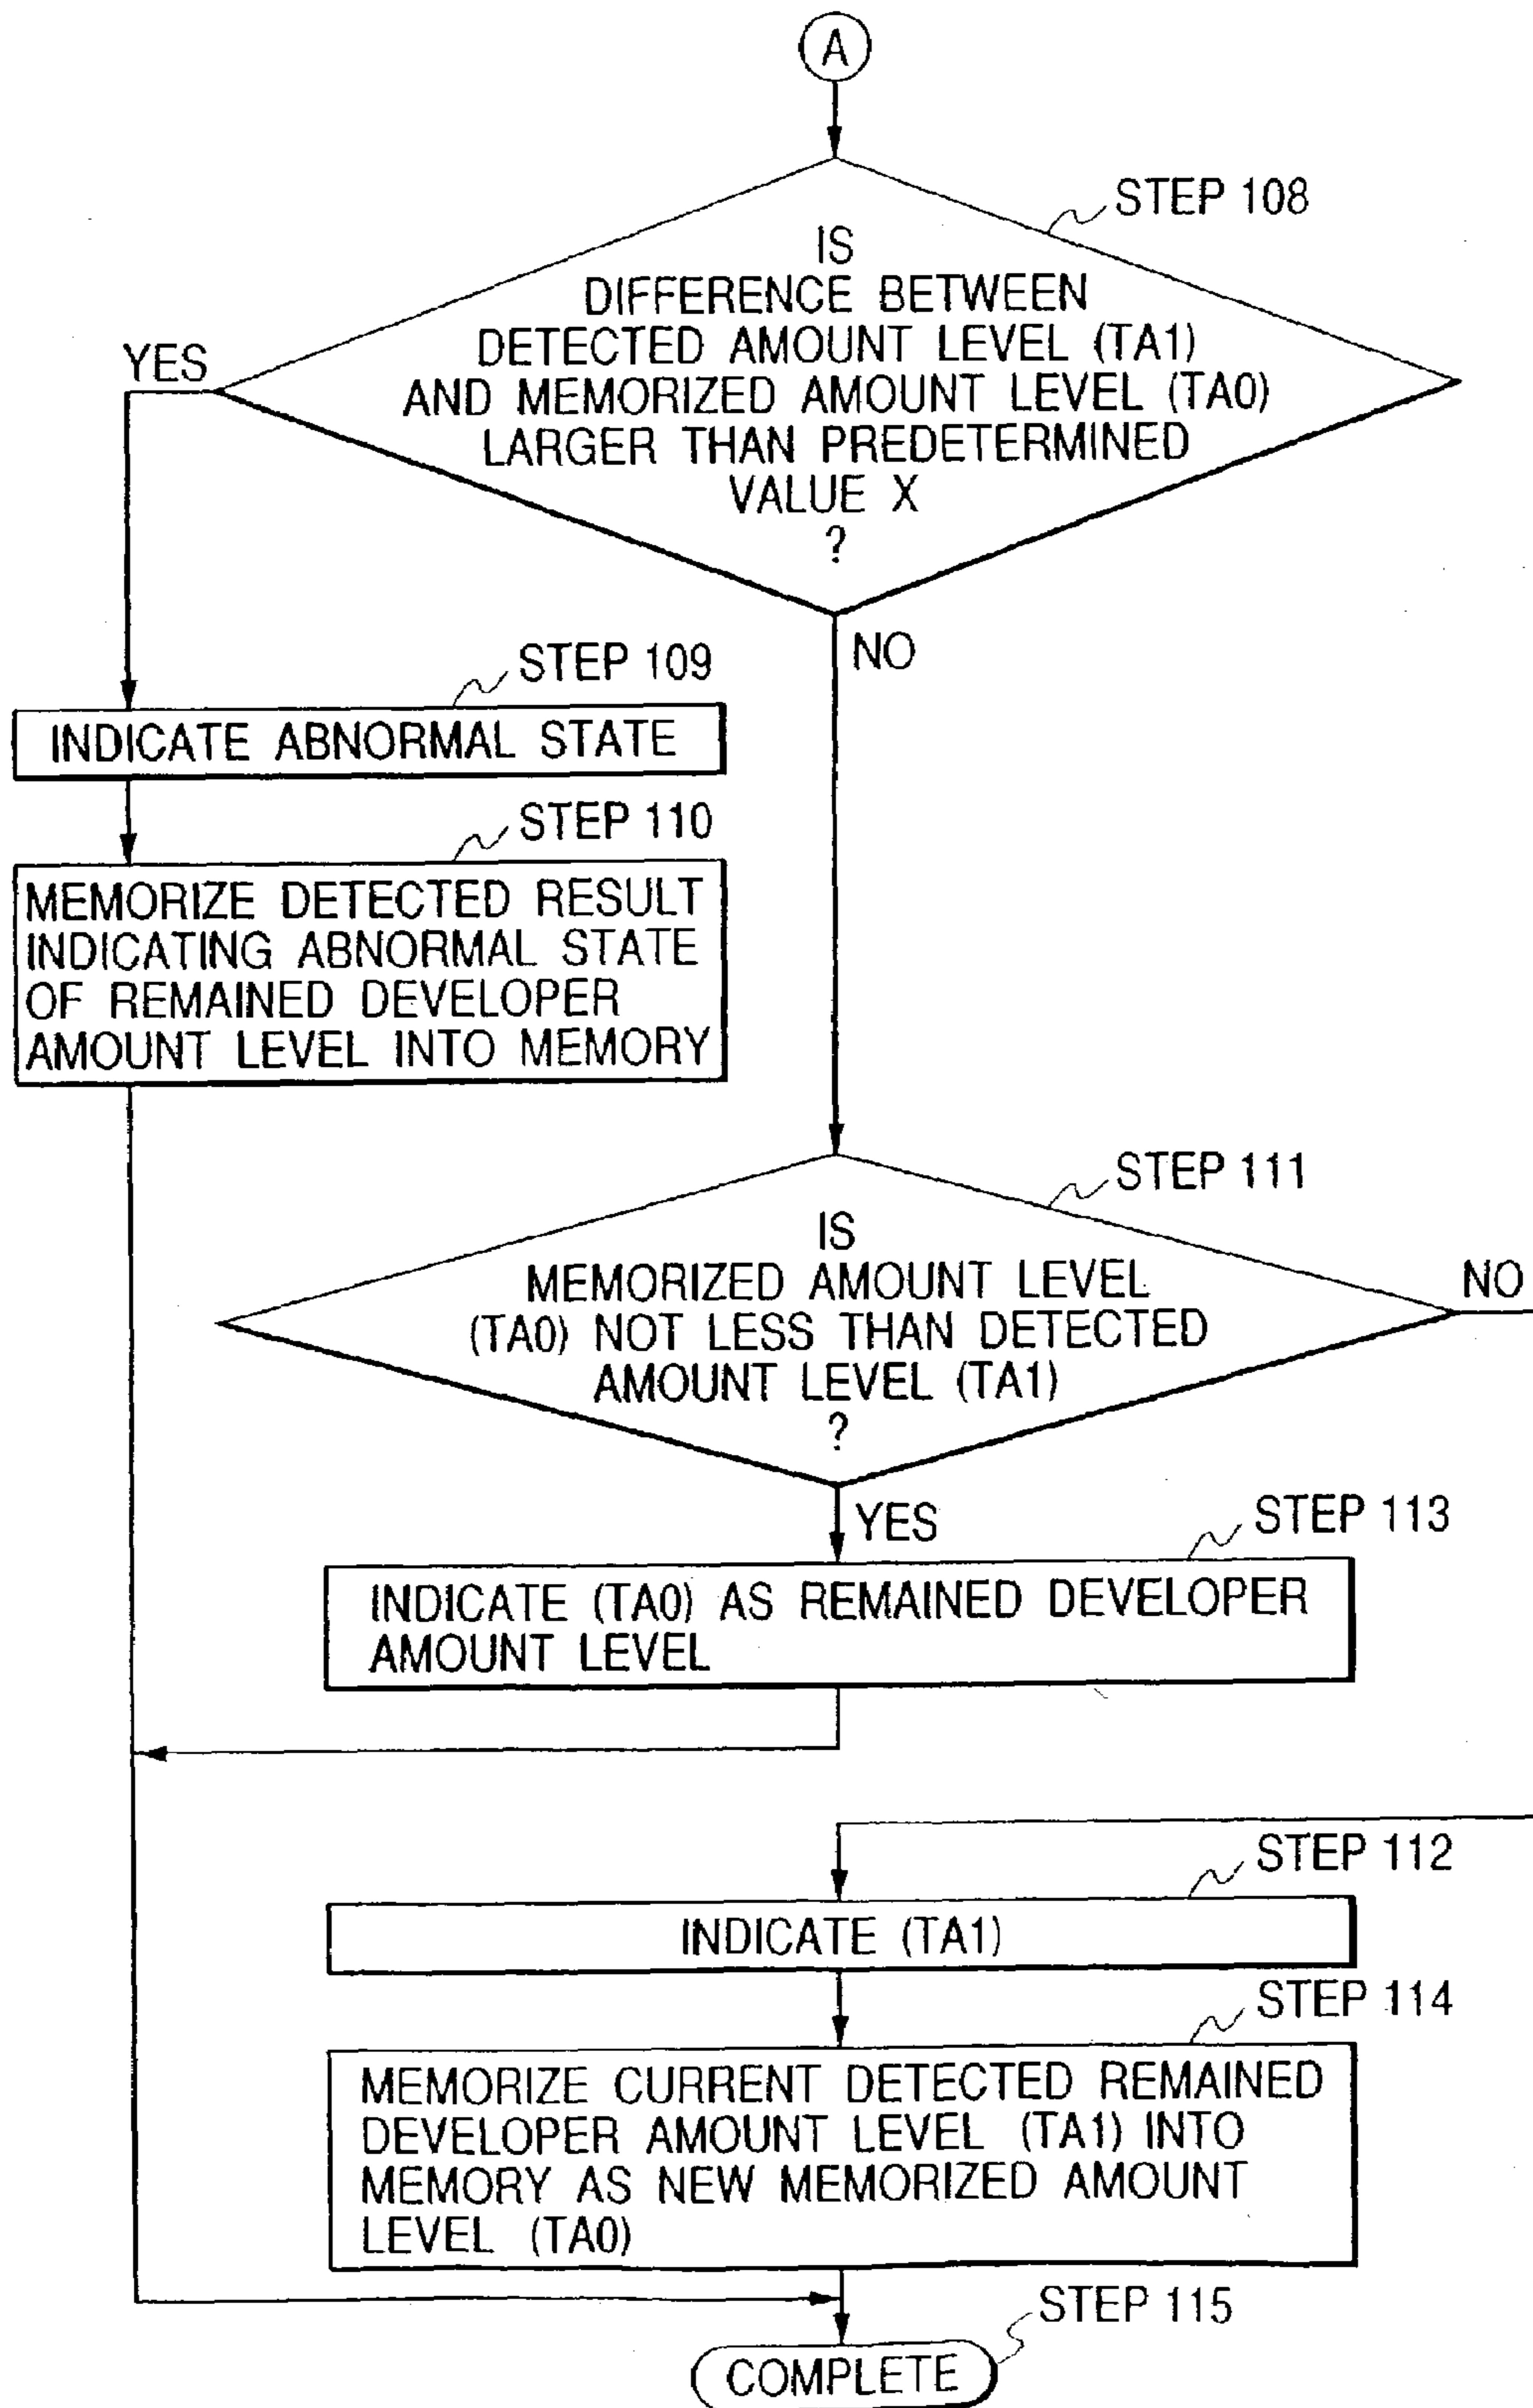 A
STEP 108
IS
DIFFERENCE BETWEEN
DETECTED AMOUNT LEVEL (TA1)
AND MEMORIZED AMOUNT LEVEL (TA0)
LARGER THAN PREDETERMINED
VALUE X
?
YES
NO
STEP 109
INDICATE ABNORMAL STATE
STEP 110
MEMORIZE DETECTED RESULT
INDICATING ABNORMAL STATE
OF REMAINED DEVELOPER
AMOUNT LEVEL INTO MEMORY
STEP 111
IS
MEMORIZED AMOUNT LEVEL
(TA0) NOT LESS THAN DETECTED
AMOUNT LEVEL (TA1)
?
NO
YES
STEP 113
INDICATE (TA0) AS REMAINED DEVELOPER
AMOUNT LEVEL
STEP 112
INDICATE (TA1)
STEP 114
MEMORIZE CURRENT DETECTED REMAINED
DEVELOPER AMOUNT LEVEL (TA1) INTO
MEMORY AS NEW MEMORIZED AMOUNT
LEVEL (TA0)
STEP 115
COMPLETE